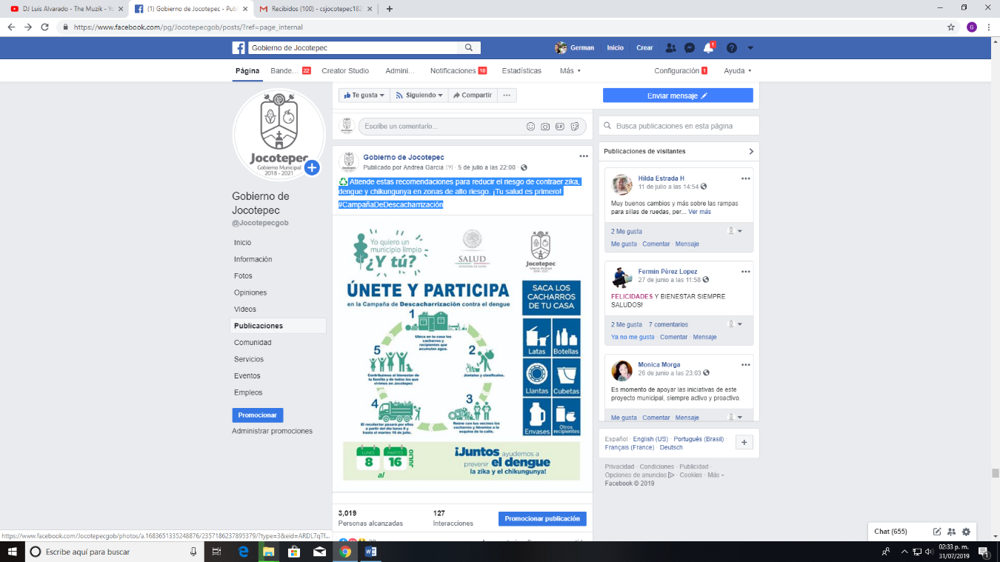 DJ Luis Alvarado - The Muzik - Yo
(1) Gobierno de Jocotepec - Publ
Recibidos (100) - csjocotepec182
https://www.facebook.com/pg/Jocotepecgob/posts/?ref=page_internal
G
Gobierno de Jocotepec
German
Inicio
Crear
1
Página
Bande... 22
Creator Studio
Admini...
Notificaciones 18
Estadísticas
Más
Configuración 1
Ayuda
Te gusta
Siguiendo
Compartir
Enviar mensaje
Jocotepec
Gobierno Municipal
2018 - 2021
Gobierno de
Jocotepec
@Jocotepecgob
Inicio
Información
Fotos
Opiniones
Videos
Publicaciones
Comunidad
Servicios
Eventos
Empleos
Promocionar
Administrar promociones
Escribe un comentario...
GIF
Gobierno de Jocotepec
Publicado por Andrea Garcia [?] · 5 de julio a las 22:00 ·
Atiende estas recomendaciones para reducir el riesgo de contraer zika,
dengue y chikungunya en zonas de alto riesgo. ¡Tu salud es primero!
#CampañaDeDescacharrización
Yo quiero un
municipio limpio
¿Y tú?
SALUD
SECRETARÍA DE SALUD
Jocotepec
Gobierno Municipal
2018 - 2021
ÚNETE Y PARTICIPA
en la Campaña de Descacharrización contra el dengue
1
Ubica en tu casa los
cacharros y
recipientes que
acumulen agua.
2
Júntalos y clasifícalos.
3
Reúne con tus vecinos los
cacharros y llévenlos a la
esquina de la calle.
4
El recolector pasará por ellos
a partir del día lunes 8 y
hasta el martes 16 de julio.
5
Contribuimos al bienestar de
tu familia y de todos los que
vivimos en Jocotepec
SACA LOS
CACHARROS
DE TU CASA
Latas
Botellas
Llantas
Cubetas
Envases
Otros
recipientes
LUNES
8
al
MARTES
16
JULIO
¡Juntos ayudemos a
prevenir el dengue
la zika y el chikungunya!
3,019
Personas alcanzadas
127
Interacciones
Promocionar publicación
Busca publicaciones en esta página
Publicaciones de visitantes
Hilda Estrada H
11 de julio a las 14:54
Muy buenos cambios y más sobre las rampas
para sillas de ruedas, per... Ver más
2 Me gusta
Me gusta · Comentar · Mensaje
Fermin Pérez Lopez
27 de junio a las 11:58
FELICIDADES Y BIENESTAR SIEMPRE
SALUDOS!
2 Me gusta 7 comentarios
Ya no me gusta · Comentar · Mensaje
Monica Morga
26 de junio a las 23:03
Es momento de apoyar las iniciativas de este
proyecto municipal, siempre activo y proactivo.
Me gusta · Comentar · Mensaje
Español · English (US) · Português (Brasil) ·
Français (France) · Deutsch
Privacidad · Condiciones · Publicidad ·
Opciones de anuncios · Cookies · Más
Facebook © 2019
Chat (655)
https://www.facebook.com/Jocotepecgob/photos/a.1683651335248876/2357186237895379/?type=3&eid=ARDL7qTf...
Escribe aquí para buscar
02:33 p. m.
31/07/2019
1